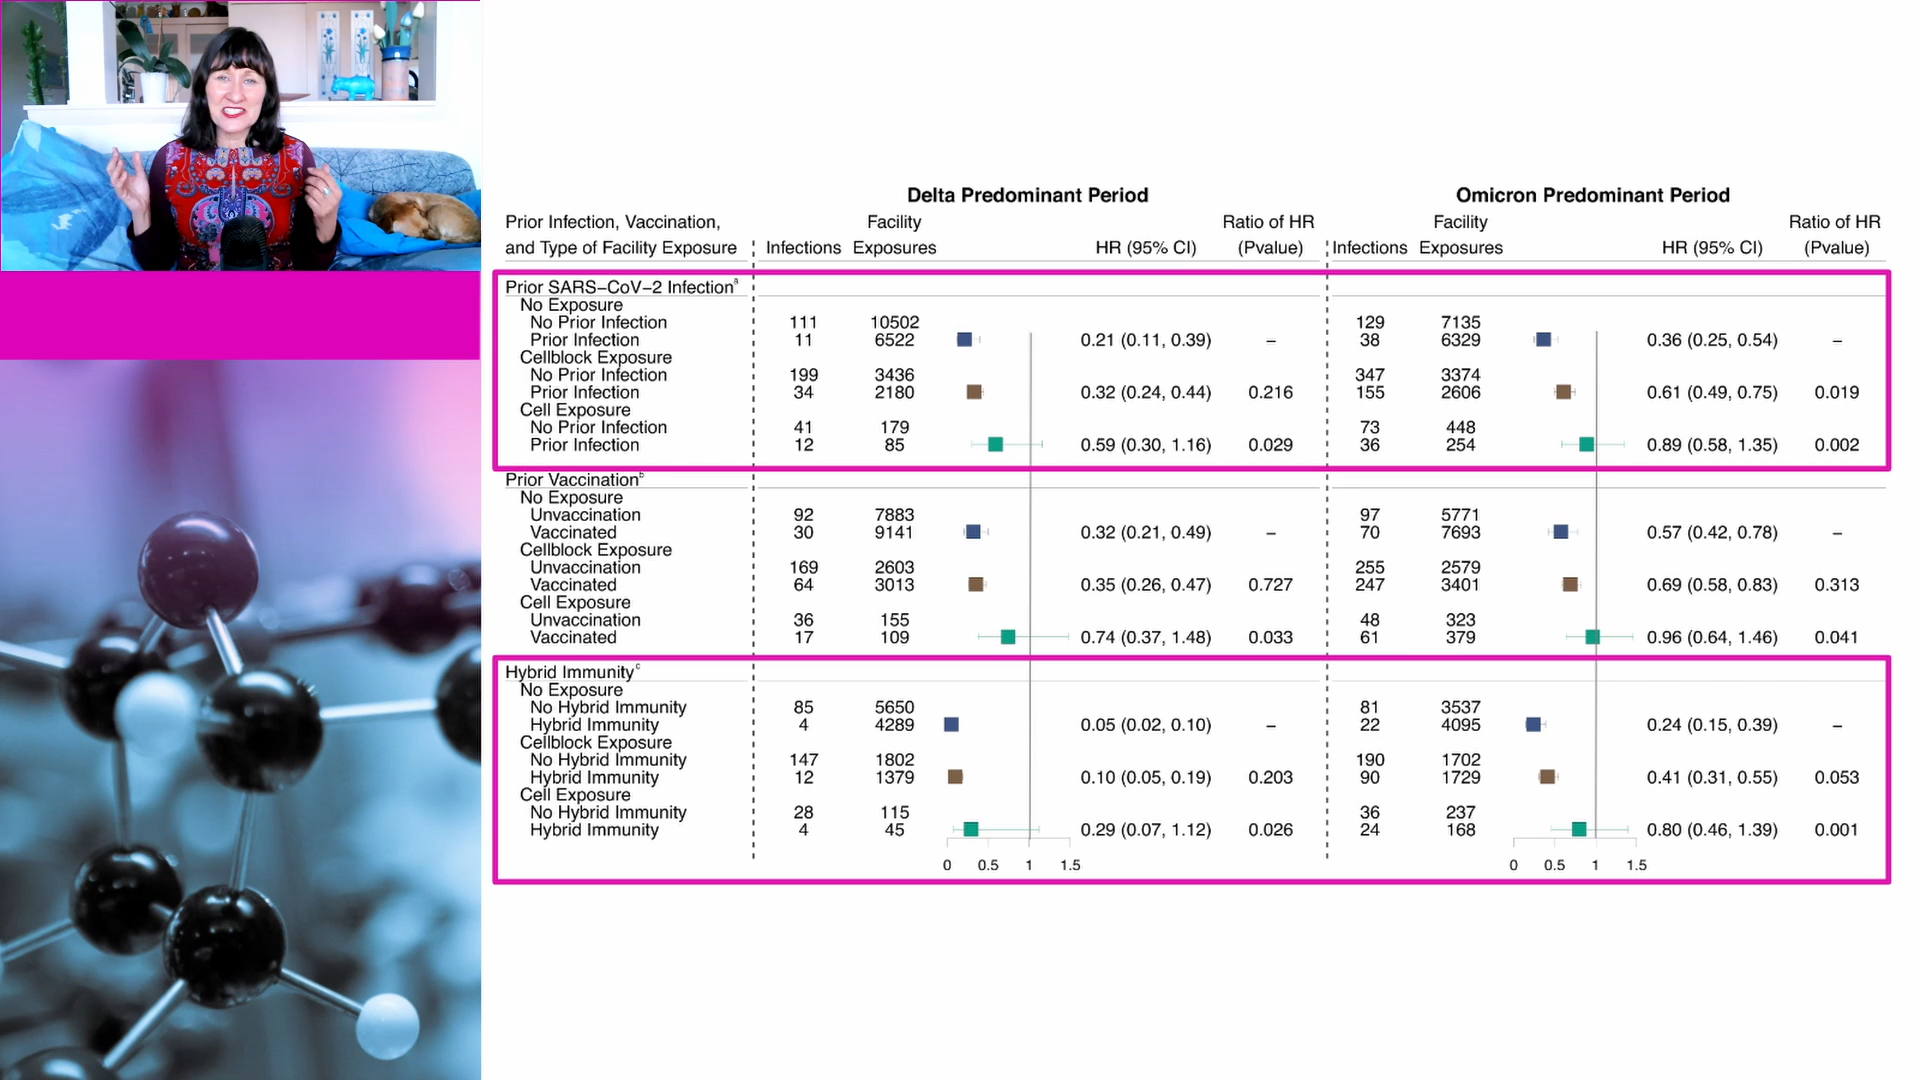 Delta Predominant Period Omicron Predominant Period
Prior Infection, Vaccination, Facility Ratio of HR Facility Ratio of HR
and Type of Facility Exposure Infections Exposures HR (95% CI) (Pvalue) Infections Exposures HR (95% CI) (Pvalue)
Prior SARS−CoV−2 Infectionª
No Exposure
No Prior Infection 111 10502 129 7135
Prior Infection 11 6522 0.21 (0.11, 0.39) – 38 6329 0.36 (0.25, 0.54) –
Cellblock Exposure
No Prior Infection 199 3436 347 3374
Prior Infection 34 2180 0.32 (0.24, 0.44) 0.216 155 2606 0.61 (0.49, 0.75) 0.019
Cell Exposure
No Prior Infection 41 179 73 448
Prior Infection 12 85 0.59 (0.30, 1.16) 0.029 36 254 0.89 (0.58, 1.35) 0.002
Prior Vaccinationᵇ
No Exposure
Unvaccination 92 7883 97 5771
Vaccinated 30 9141 0.32 (0.21, 0.49) – 70 7693 0.57 (0.42, 0.78) –
Cellblock Exposure
Unvaccination 169 2603 255 2579
Vaccinated 64 3013 0.35 (0.26, 0.47) 0.727 247 3401 0.69 (0.58, 0.83) 0.313
Cell Exposure
Unvaccination 36 155 48 323
Vaccinated 17 109 0.74 (0.37, 1.48) 0.033 61 379 0.96 (0.64, 1.46) 0.041
Hybrid Immunityᶜ
No Exposure
No Hybrid Immunity 85 5650 81 3537
Hybrid Immunity 4 4289 0.05 (0.02, 0.10) – 22 4095 0.24 (0.15, 0.39) –
Cellblock Exposure
No Hybrid Immunity 147 1802 190 1702
Hybrid Immunity 12 1379 0.10 (0.05, 0.19) 0.203 90 1729 0.41 (0.31, 0.55) 0.053
Cell Exposure
No Hybrid Immunity 28 115 36 237
Hybrid Immunity 4 45 0.29 (0.07, 1.12) 0.026 24 168 0.80 (0.46, 1.39) 0.001
0 0.5 1 1.5 0 0.5 1 1.5